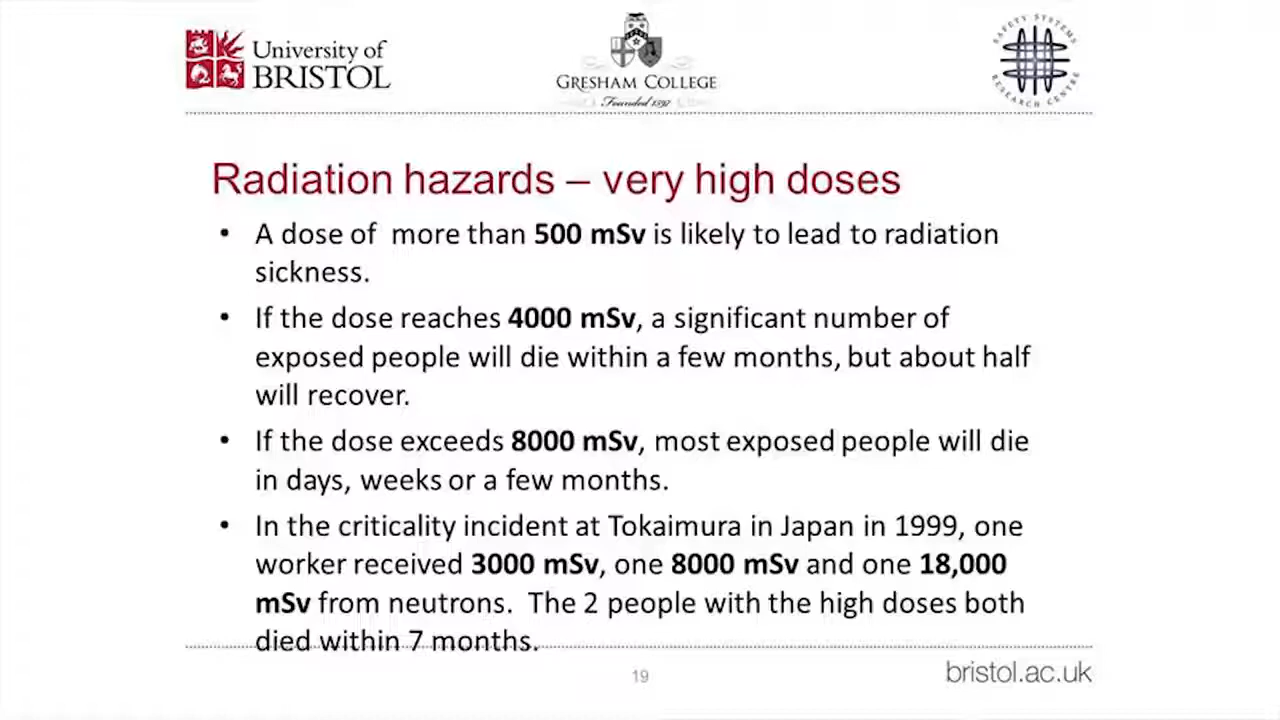 University of
BRISTOL
GRESHAM COLLEGE
Founded 1597
SAFETY SYSTEMS
RESEARCH CENTRE
Radiation hazards – very high doses
• A dose of  more than 500 mSv is likely to lead to radiation
sickness.
• If the dose reaches 4000 mSv, a significant number of
exposed people will die within a few months, but about half
will recover.
• If the dose exceeds 8000 mSv, most exposed people will die
in days, weeks or a few months.
• In the criticality incident at Tokaimura in Japan in 1999, one
worker received 3000 mSv, one 8000 mSv and one 18,000
mSv from neutrons.  The 2 people with the high doses both
died within 7 months.
19
bristol.ac.uk